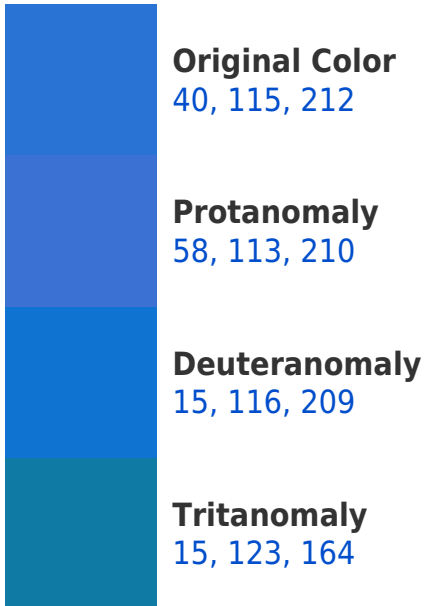 Original Color
40, 115, 212
Protanomaly
58, 113, 210
Deuteranomaly
15, 116, 209
Tritanomaly
15, 123, 164